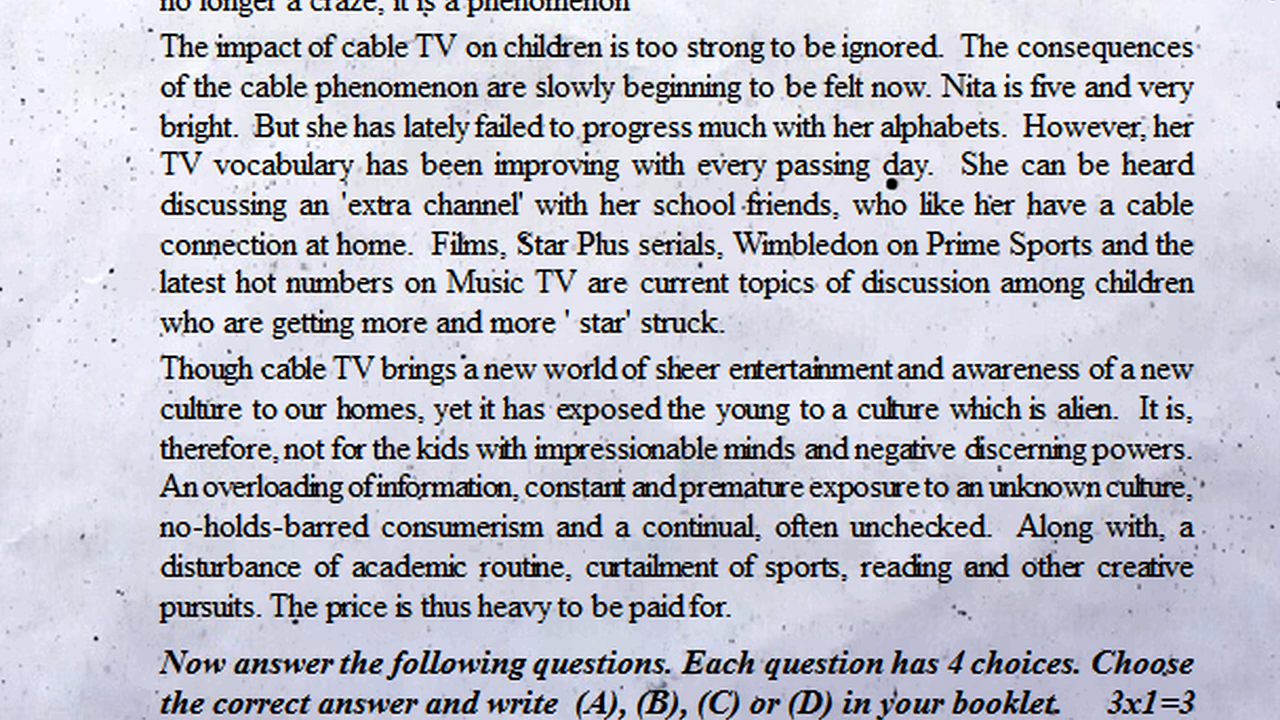 no longer a craze, it is a phenomenon
The impact of cable TV on children is too strong to be ignored. The consequences
of the cable phenomenon are slowly beginning to be felt now. Nita is five and very
bright. But she has lately failed to progress much with her alphabets. However, her
TV vocabulary has been improving with every passing day. She can be heard
discussing an 'extra channel' with her school friends, who like her have a cable
connection at home. Films, Star Plus serials, Wimbledon on Prime Sports and the
latest hot numbers on Music TV are current topics of discussion among children
who are getting more and more ' star' struck.
Though cable TV brings a new world of sheer entertainment and awareness of a new
culture to our homes, yet it has exposed the young to a culture which is alien. It is,
therefore, not for the kids with impressionable minds and negative discerning powers.
An overloading of information, constant and premature exposure to an unknown culture,
no-holds-barred consumerism and a continual, often unchecked. Along with, a
disturbance of academic routine, curtailment of sports, reading and other creative
pursuits. The price is thus heavy to be paid for.
Now answer the following questions. Each question has 4 choices. Choose
the correct answer and write (A), (B), (C) or (D) in your booklet. 3x1=3